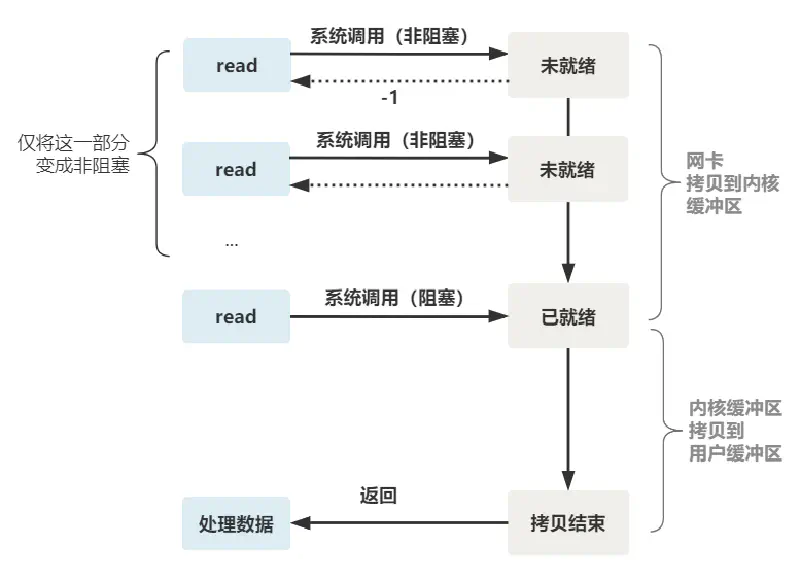 系统调用（非阻塞）
read
未就绪
-1
仅将这一部分
变成非阻塞
系统调用（非阻塞）
read
未就绪
网卡
拷贝到内核
缓冲区
...
系统调用（阻塞）
read
已就绪
内核缓冲区
拷贝到
用户缓冲区
返回
处理数据
拷贝结束